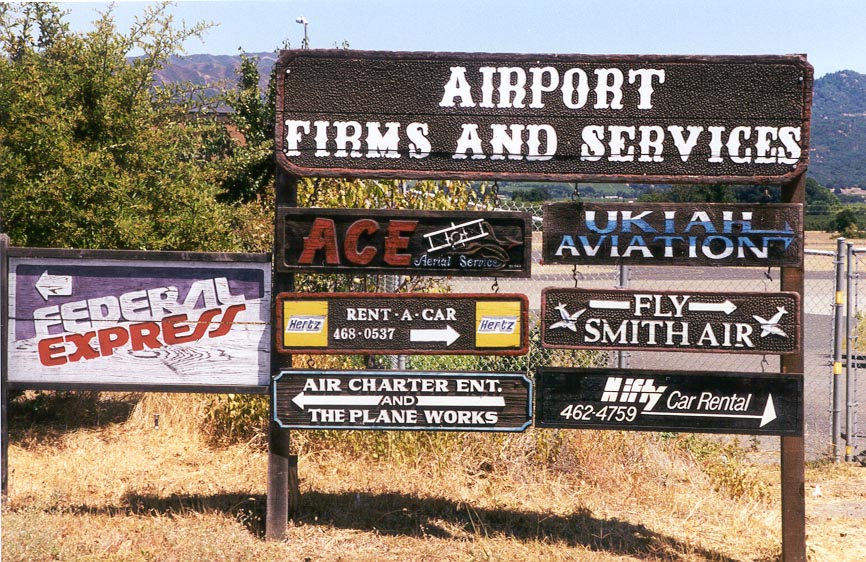 AIRPORT
FIRMS AND SERVICES
FEDERAL
EXPRESS
ACE
Aerial Service
UKIAH
AVIATION
Hertz
RENT-A-CAR
468-0537
Hertz
FLY
SMITH AIR
AIR CHARTER ENT.
AND
THE PLANE WORKS
Nifty Car Rental
462-4759